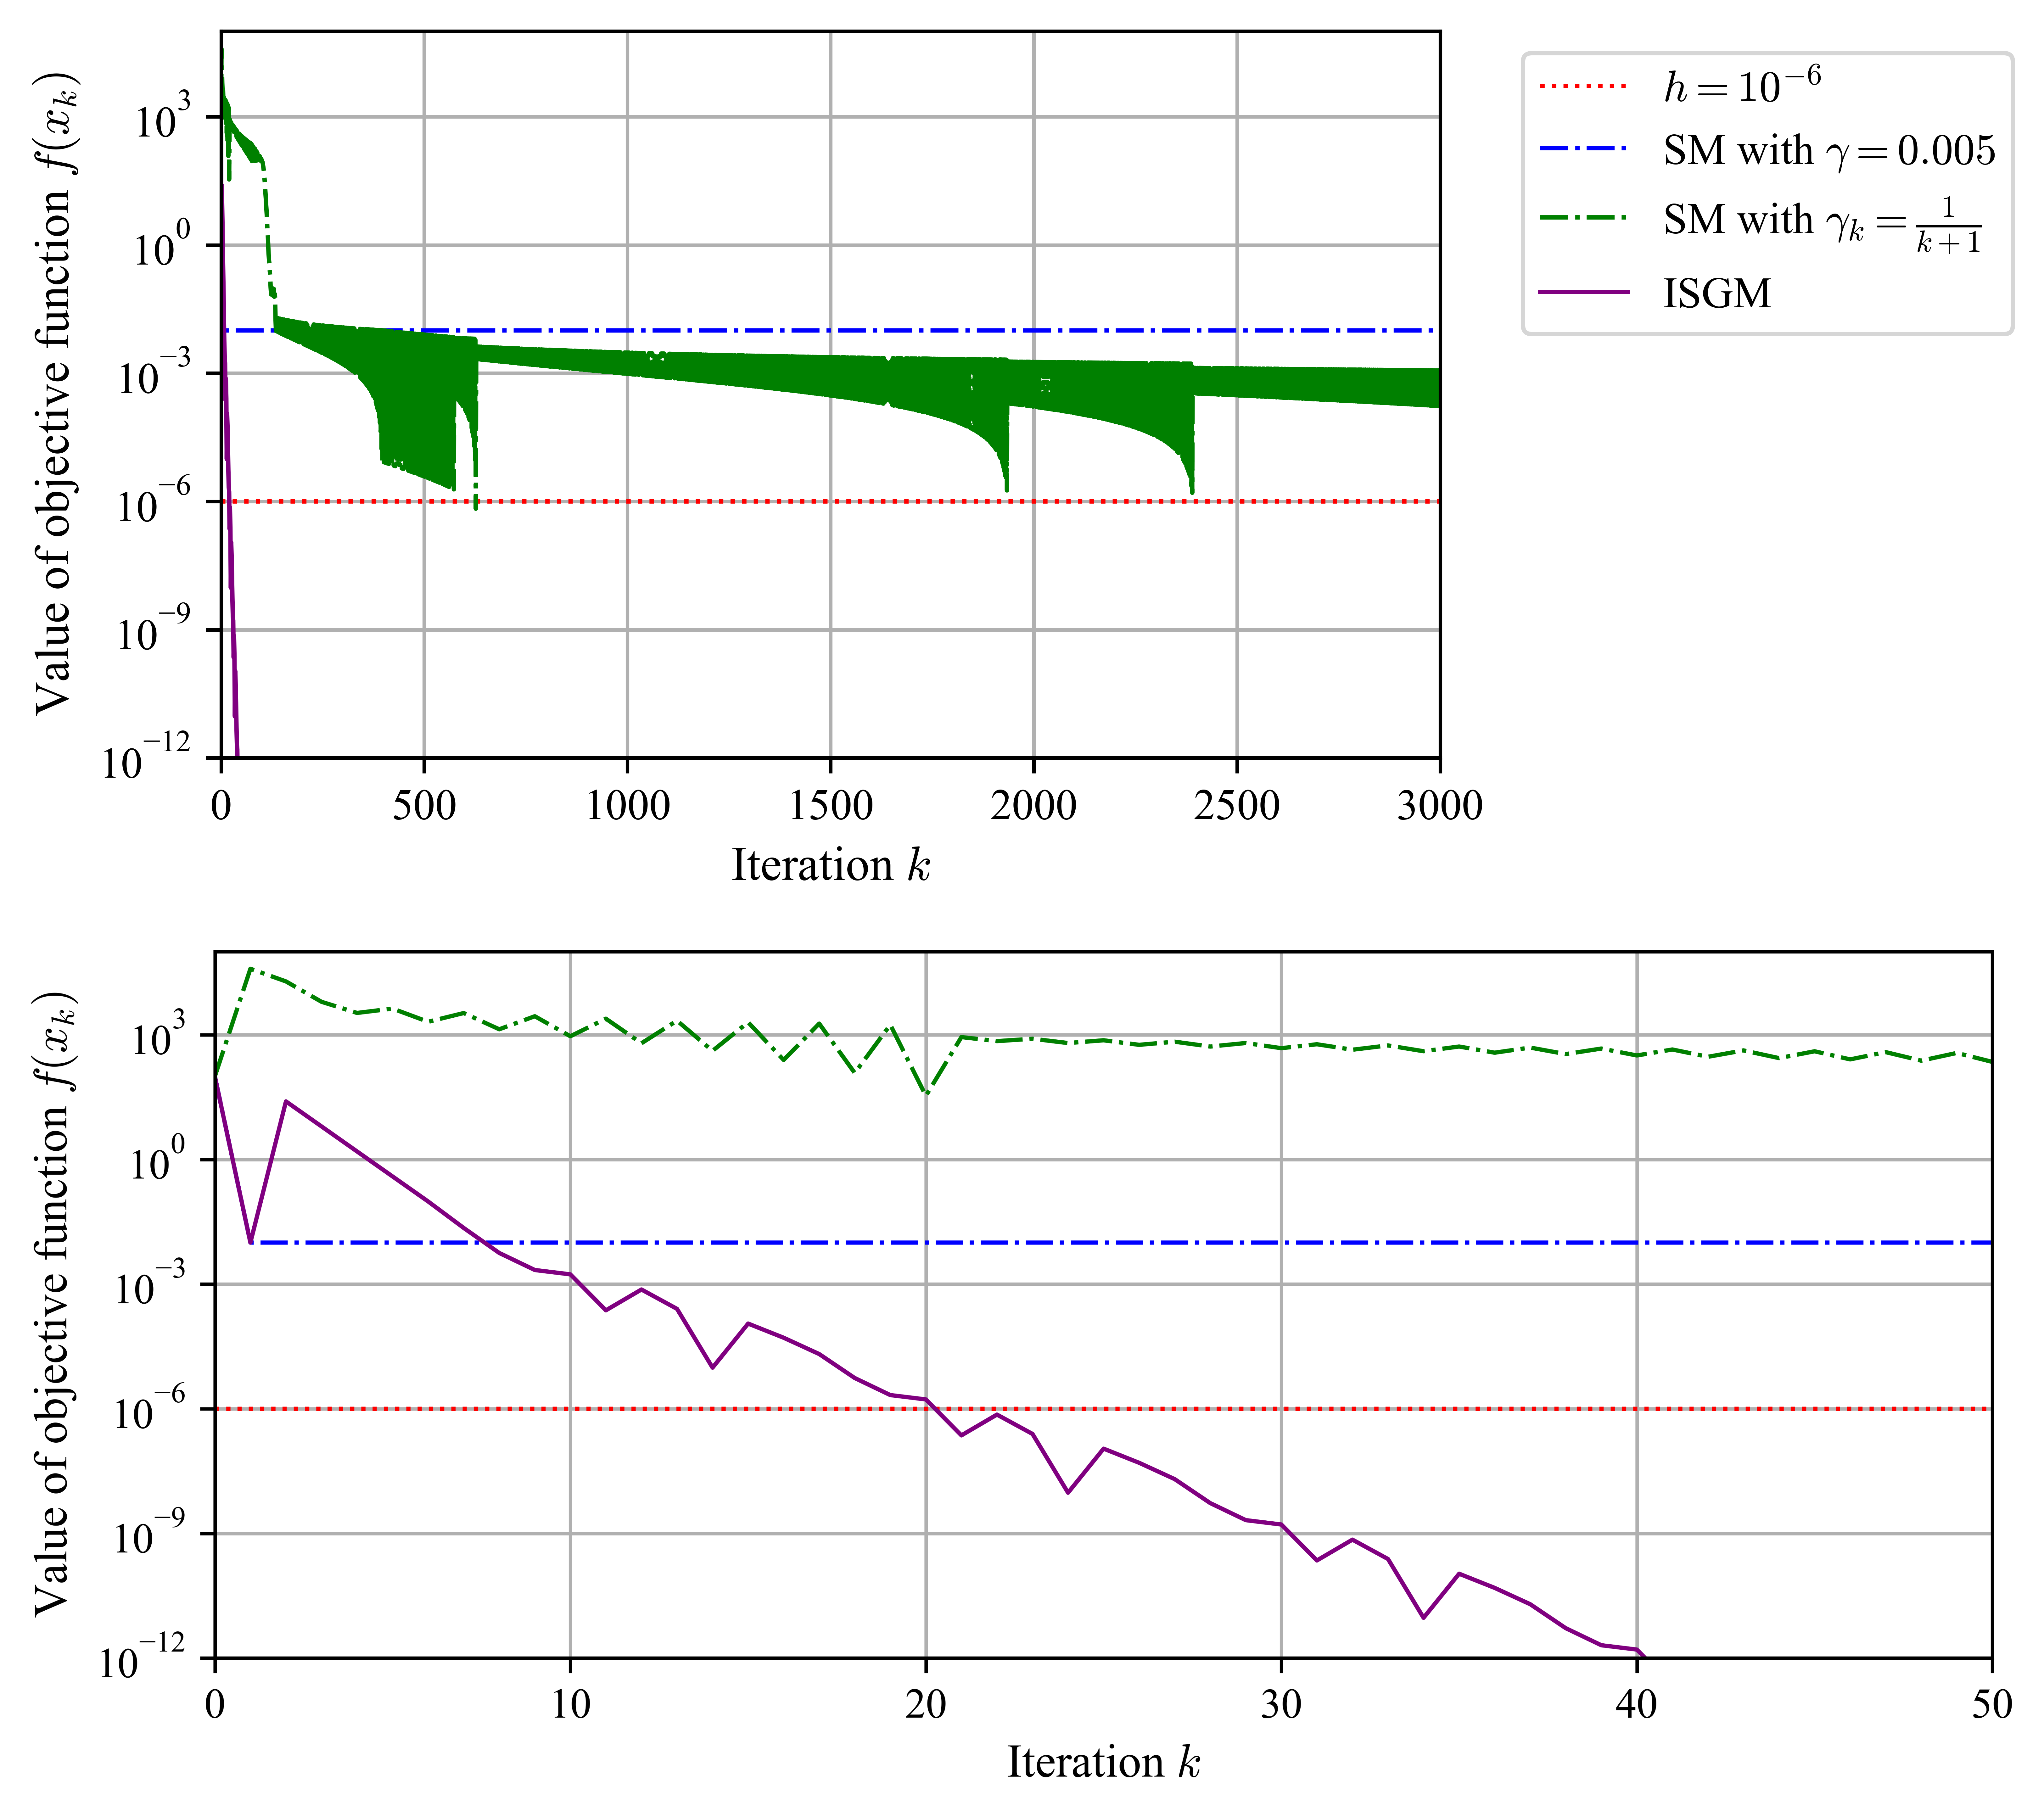 Value of objective function f(x_k)
10^3
10^0
10^−3
10^−6
10^−9
10^−12
0 500 1000 1500 2000 2500 3000
Iteration k
h = 10^−6
SM with γ = 0.005
SM with γ_k = 1/(k+1)
ISGM
Value of objective function f(x_k)
10^3
10^0
10^−3
10^−6
10^−9
10^−12
0 10 20 30 40 50
Iteration k